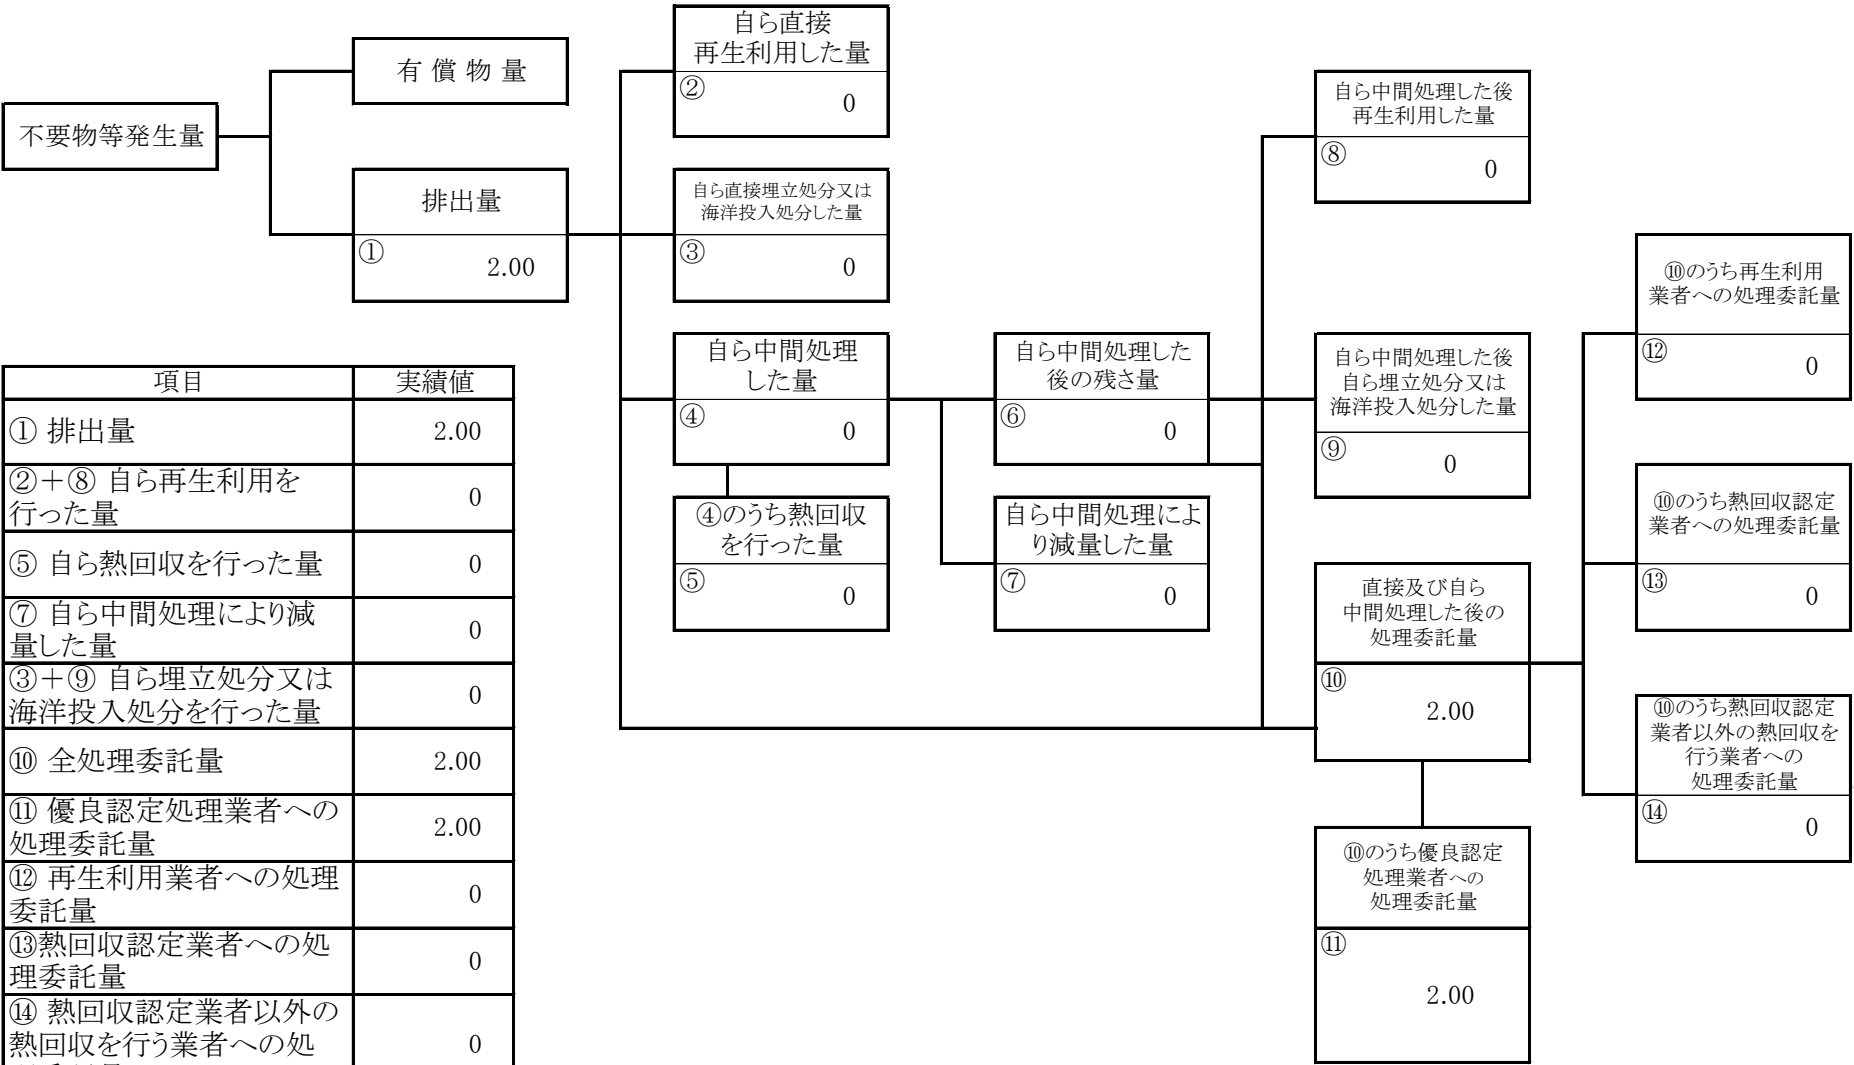 不要物等発生量
有償物量
排出量
①
2.00
自ら直接
再生利用した量
②
0
自ら直接埋立処分又は
海洋投入処分した量
③
0
自ら中間処理
した量
④
0
④のうち熱回収
を行った量
⑤
0
自ら中間処理した
後の残さ量
⑥
0
自ら中間処理によ
り減量した量
⑦
0
自ら中間処理した後
再生利用した量
⑧
0
自ら中間処理した後
自ら埋立処分又は
海洋投入処分した量
⑨
0
直接及び自ら
中間処理した後の
処理委託量
⑩
2.00
⑩のうち優良認定
処理業者への
処理委託量
⑪
2.00
⑩のうち再生利用
業者への処理委託量
⑫
0
⑩のうち熱回収認定
業者への処理委託量
⑬
0
⑩のうち熱回収認定
業者以外の熱回収を
行う業者への
処理委託量
⑭
0
項目 実績値
① 排出量 2.00
②+⑧ 自ら再生利用を
行った量 0
⑤ 自ら熱回収を行った量 0
⑦ 自ら中間処理により減
量した量 0
③+⑨ 自ら埋立処分又は
海洋投入処分を行った量 0
⑩ 全処理委託量 2.00
⑪ 優良認定処理業者への
処理委託量 2.00
⑫ 再生利用業者への処理
委託量 0
⑬熱回収認定業者への処
理委託量 0
⑭ 熱回収認定業者以外の
熱回収を行う業者への処 0